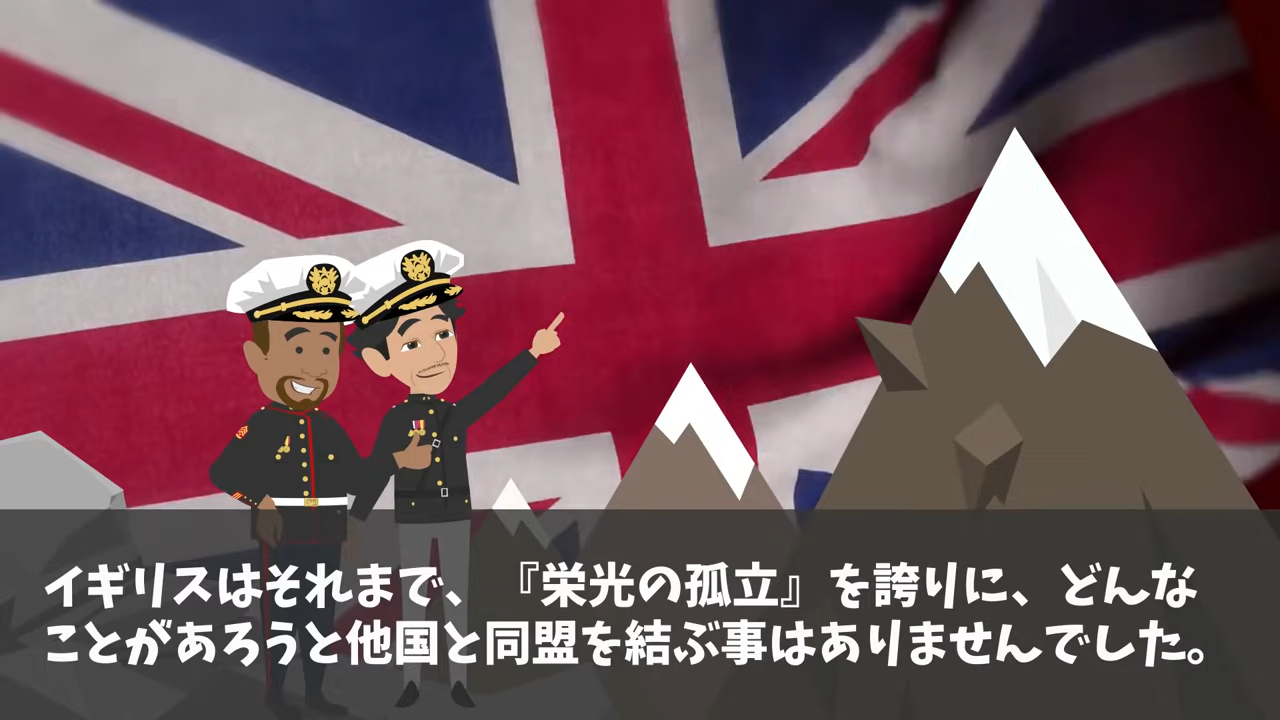 イギリスはそれまで、『栄光の孤立』を誇りに、どんな
ことがあろうと他国と同盟を結ぶ事はありませんでした。